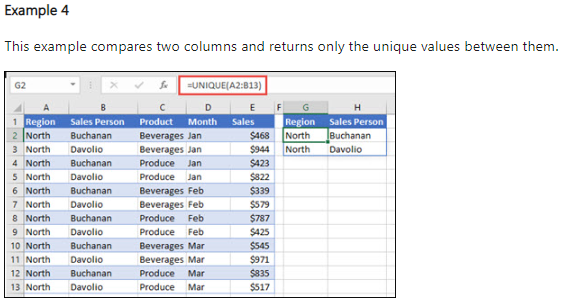 Example 4
This example compares two columns and returns only the unique values between them.
G2 fx =UNIQUE(A2:B13)
A B C D E F G H
1 Region Sales Person Product Month Sales Region Sales Person
2 North Buchanan Beverages Jan $468 North Buchanan
3 North Davolio Beverages Jan $944 North Davolio
4 North Buchanan Produce Jan $423
5 North Davolio Produce Jan $822
6 North Buchanan Beverages Feb $339
7 North Davolio Beverages Feb $579
8 North Buchanan Produce Feb $787
9 North Davolio Produce Feb $425
10 North Buchanan Beverages Mar $545
11 North Davolio Beverages Mar $971
12 North Buchanan Produce Mar $835
13 North Davolio Produce Mar $517